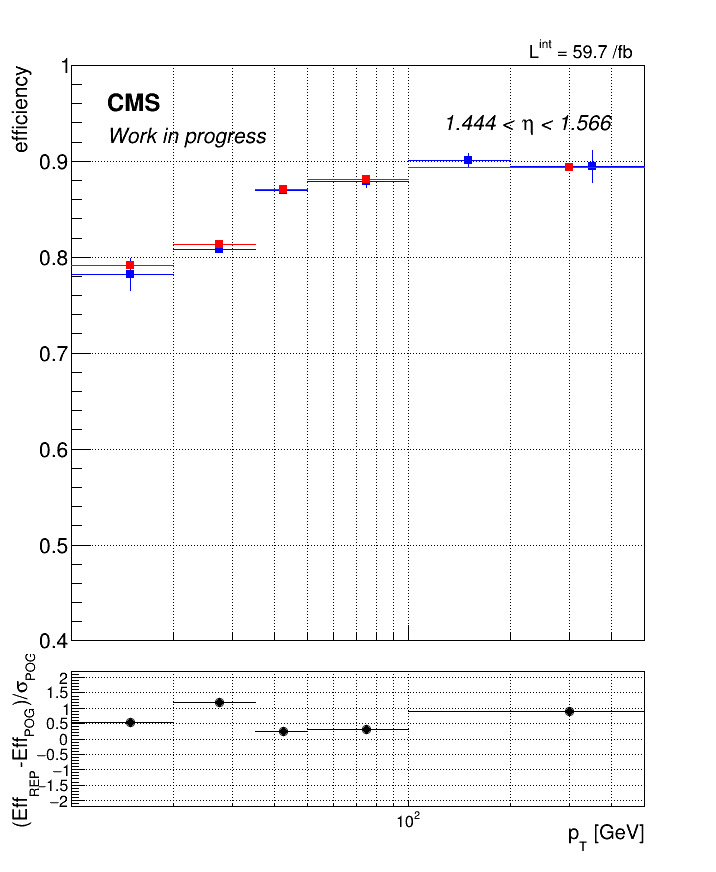 L^int = 59.7 /fb
efficiency
1
CMS
Work in progress
1.444 < η < 1.566
0.9
0.8
0.7
0.6
0.5
0.4
(Eff_REP -Eff_POG)/σ_POG
2
1.5
1
0.5
0
−0.5
−1
−1.5
−2
10^2
p_T [GeV]